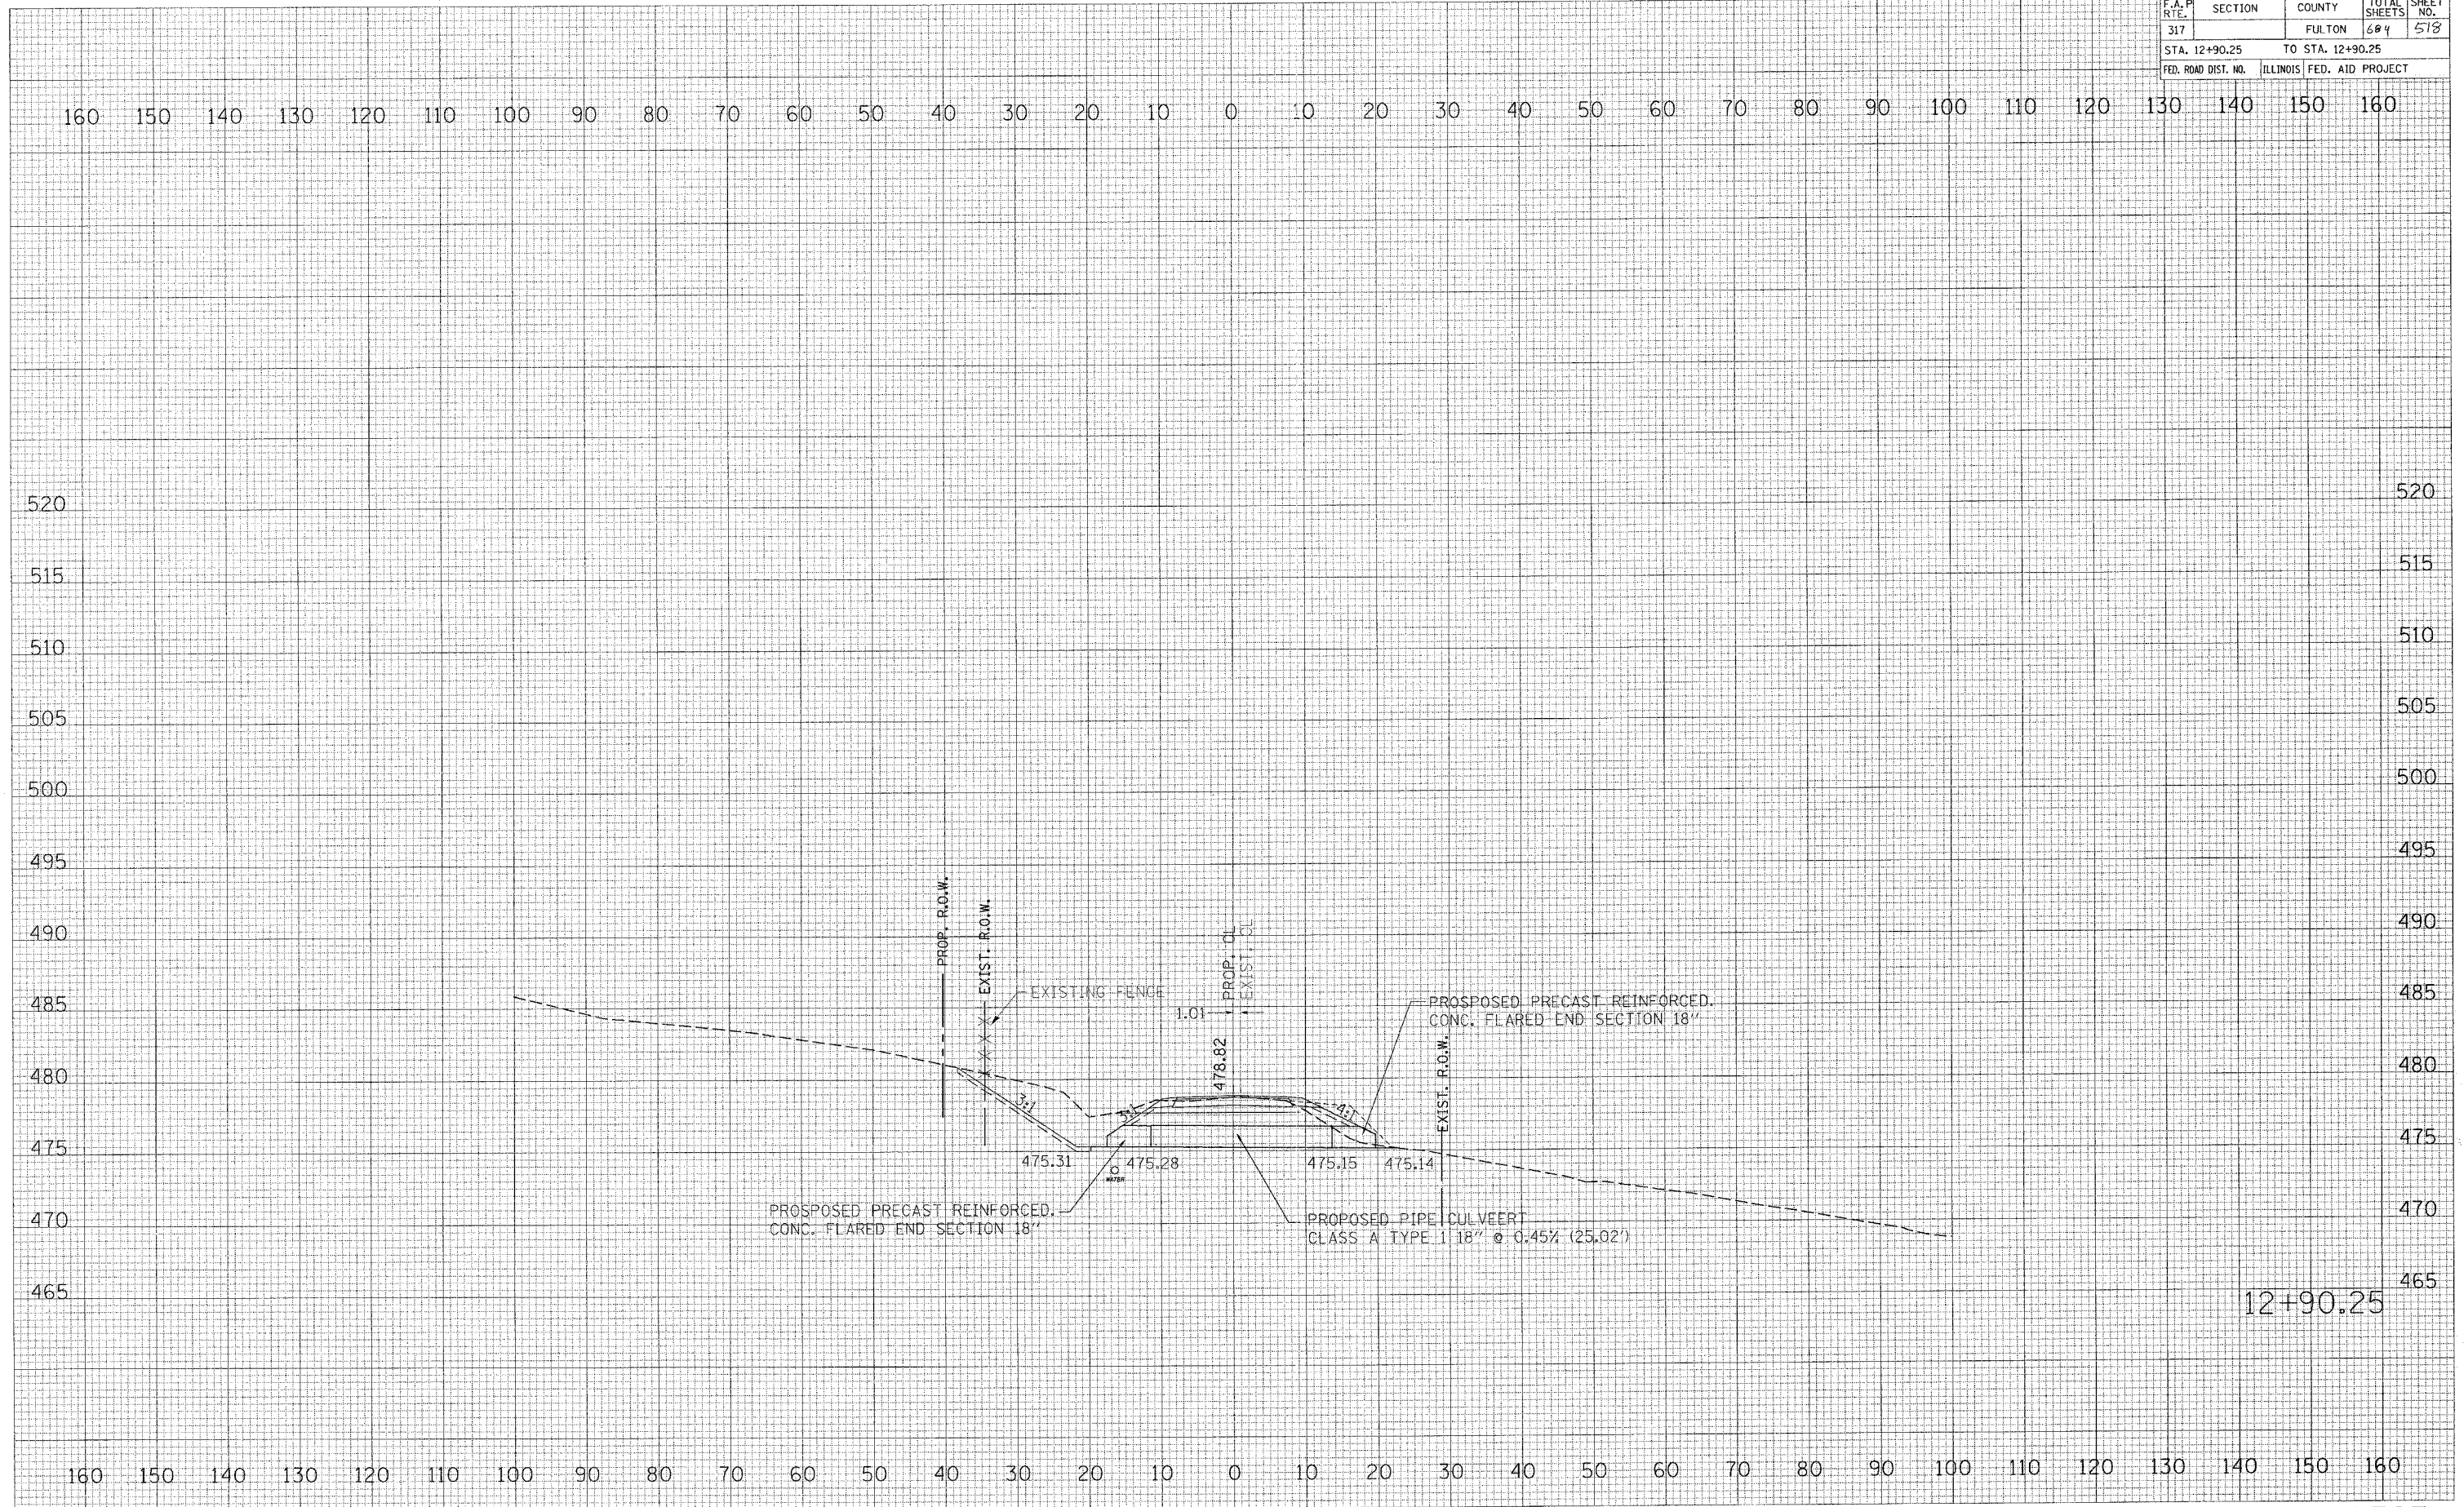 F.A.P. RTE. SECTION COUNTY TOTAL SHEETS SHEET NO.
317 FULTON 684 518
STA. 12+90.25 TO STA. 12+90.25
FED. ROAD DIST. NO. ILLINOIS FED. AID PROJECT
160 150 140 130 120 110 100 90 80 70 60 50 40 30 20 10 0 10 20 30 40 50 60 70 80 90 100 110 120 130 140 150 160
520 520
515 515
510 510
505 505
500 500
495 495
490 490
485 485
480 480
475 475
470 470
465 465
PROP. R.O.W.
EXIST. R.O.W.
EXISTING FENCE
X X X X
1.01
PROP. CL
EXIST. CL
478.82
PROSPOSED PRECAST REINFORCED.
CONC. FLARED END SECTION 18"
EXIST. R.O.W.
3:1
5:1
4:1
475.31
475.28
475.15
475.14
WATER
PROSPOSED PRECAST REINFORCED.
CONC. FLARED END SECTION 18"
PROPOSED PIPE CULVEERT
CLASS A TYPE 1 18" @ 0.45% (25.02')
12+90.25
160 150 140 130 120 110 100 90 80 70 60 50 40 30 20 10 0 10 20 30 40 50 60 70 80 90 100 110 120 130 140 150 160